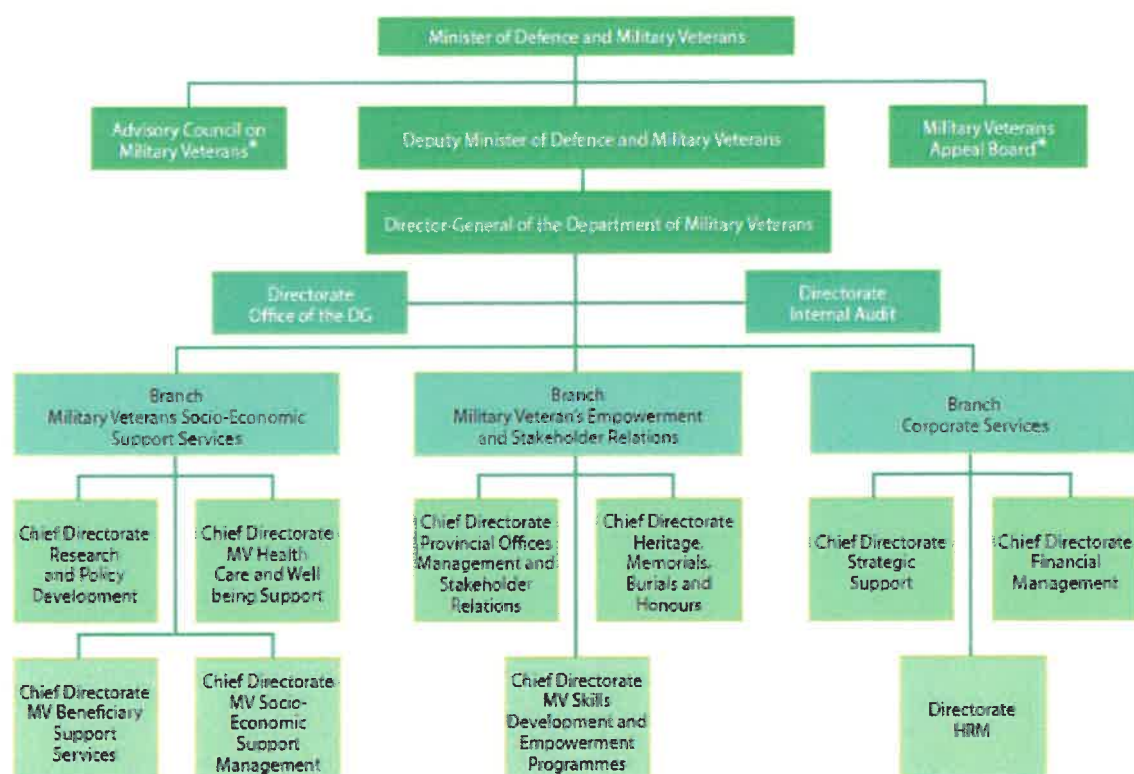 Minister of Defence and Military Veterans
Advisory Council on
Military Veterans*
Deputy Minister of Defence and Military Veterans
Military Veterans
Appeal Board*
Director-General of the Department of Military Veterans
Directorate
Office of the DG
Directorate
Internal Audit
Branch
Military Veterans Socio-Economic
Support Services
Branch
Military Veteran's Empowerment
and Stakeholder Relations
Branch
Corporate Services
Chief Directorate
Research
and Policy
Development
Chief Directorate
MV Health
Care and Well
being Support
Chief Directorate
Provincial Offices
Management and
Stakeholder
Relations
Chief Directorate
Heritage,
Memorials,
Burials and
Honours
Chief Directorate
Strategic
Support
Chief Directorate
Financial
Management
Chief Directorate
MV Beneficiary
Support
Services
Chief Directorate
MV Socio-
Economic
Support
Management
Chief Directorate
MV Skills
Development and
Empowerment
Programmes
Directorate
HRM